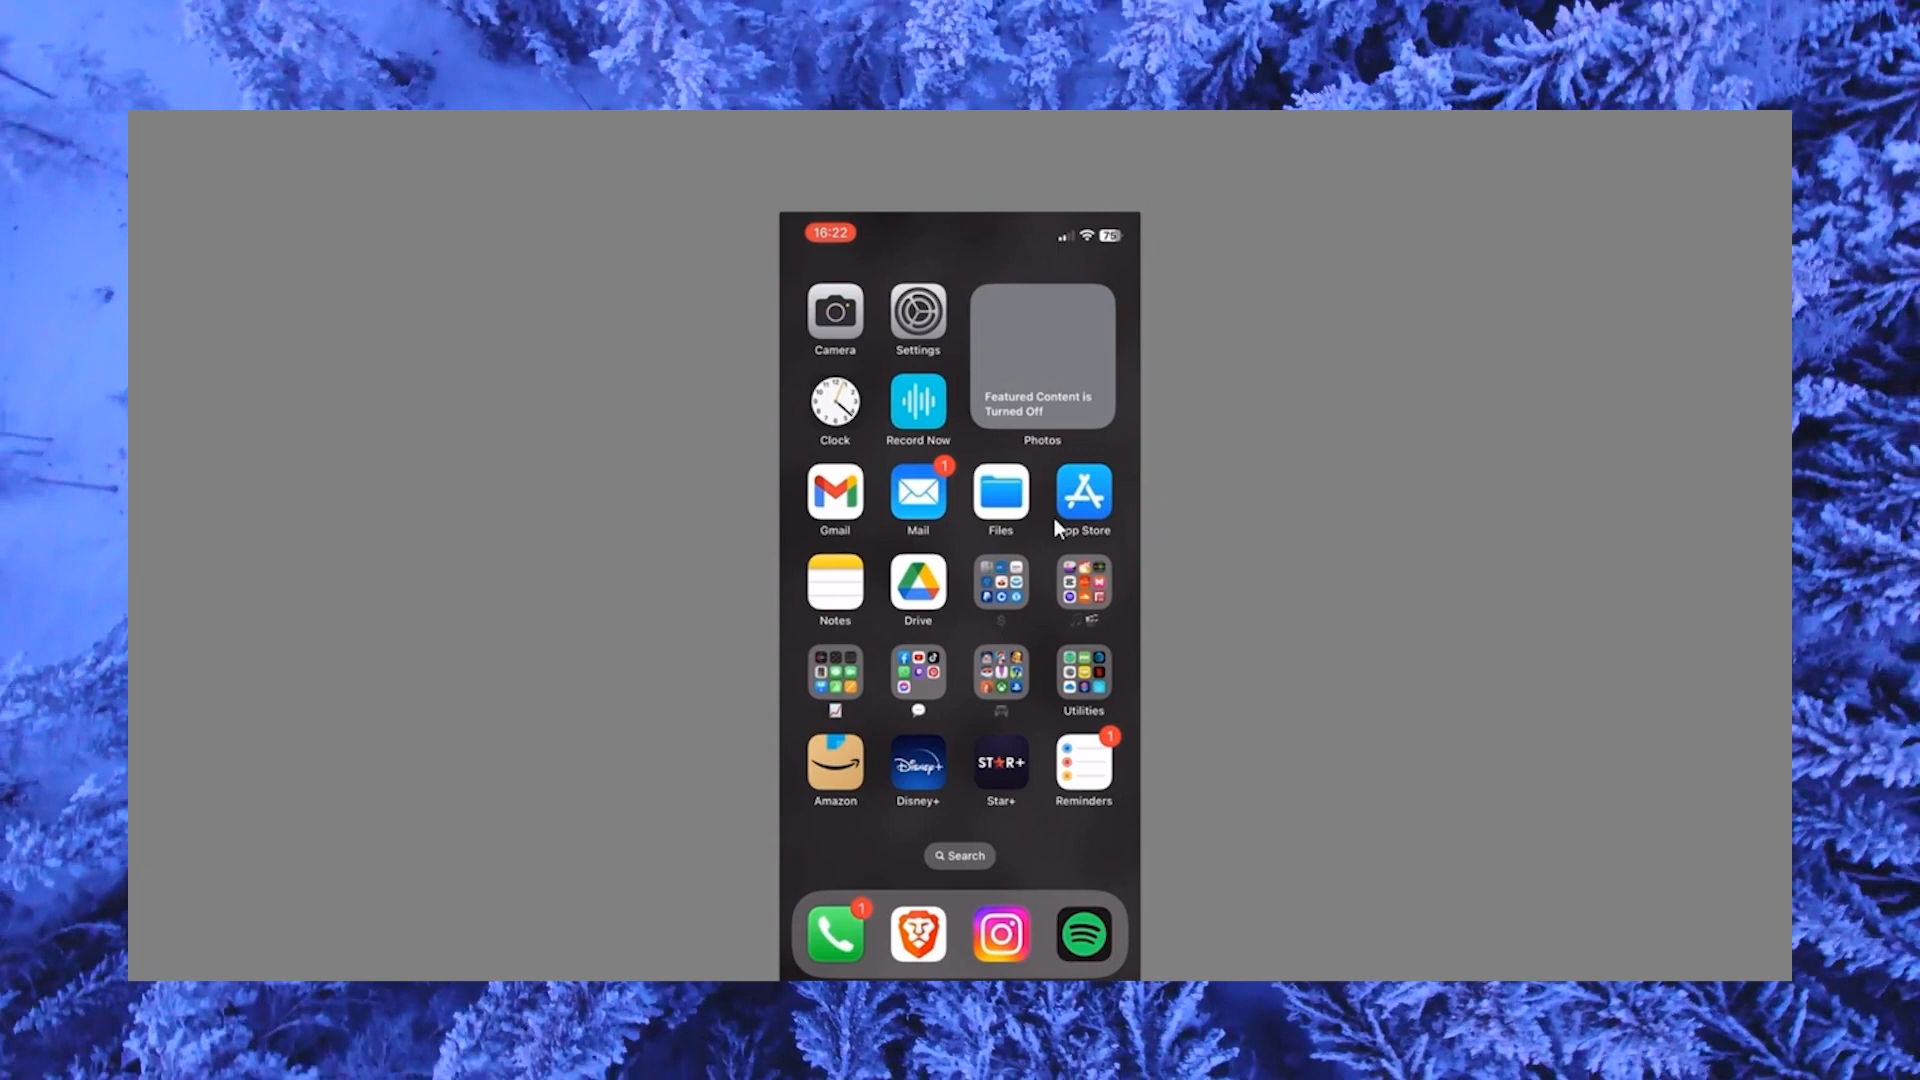 16:22
75
Camera
Settings
Featured Content is
Turned Off
Clock
Record Now
Photos
1
Gmail
Mail
Files
pp Store
Notes
Drive
$
Utilities
1
Disney+
ST★R+
Amazon
Disney+
Star+
Reminders
Search
1